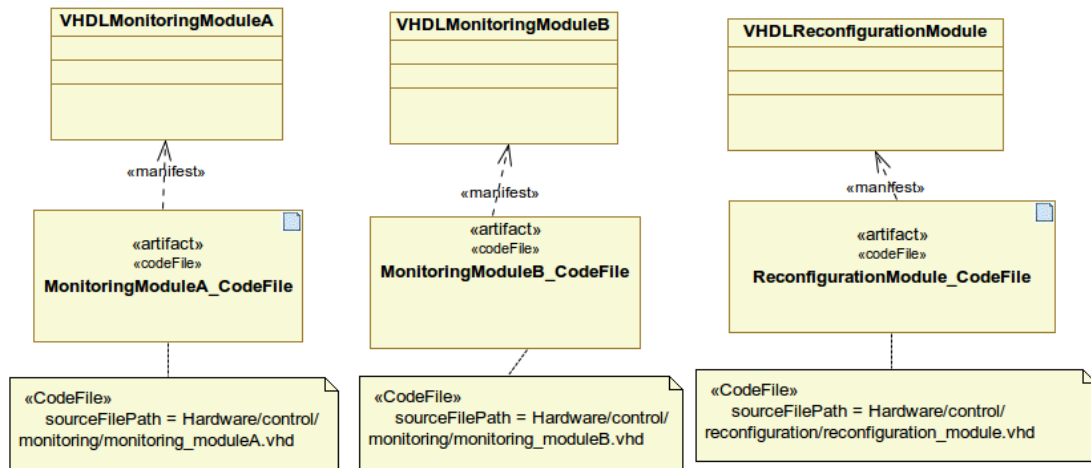 VHDLMonitoringModuleA
VHDLMonitoringModuleB
VHDLReconfigurationModule
«manifest»
«manifest»
«manifest»
«artifact»
«codeFile»
MonitoringModuleA_CodeFile
«artifact»
«codeFile»
MonitoringModuleB_CodeFile
«artifact»
«codeFile»
ReconfigurationModule_CodeFile
«CodeFile»
sourceFilePath = Hardware/control/
monitoring/monitoring_moduleA.vhd
«CodeFile»
sourceFilePath = Hardware/control/
monitoring/monitoring_moduleB.vhd
«CodeFile»
sourceFilePath = Hardware/control/
reconfiguration/reconfiguration_module.vhd